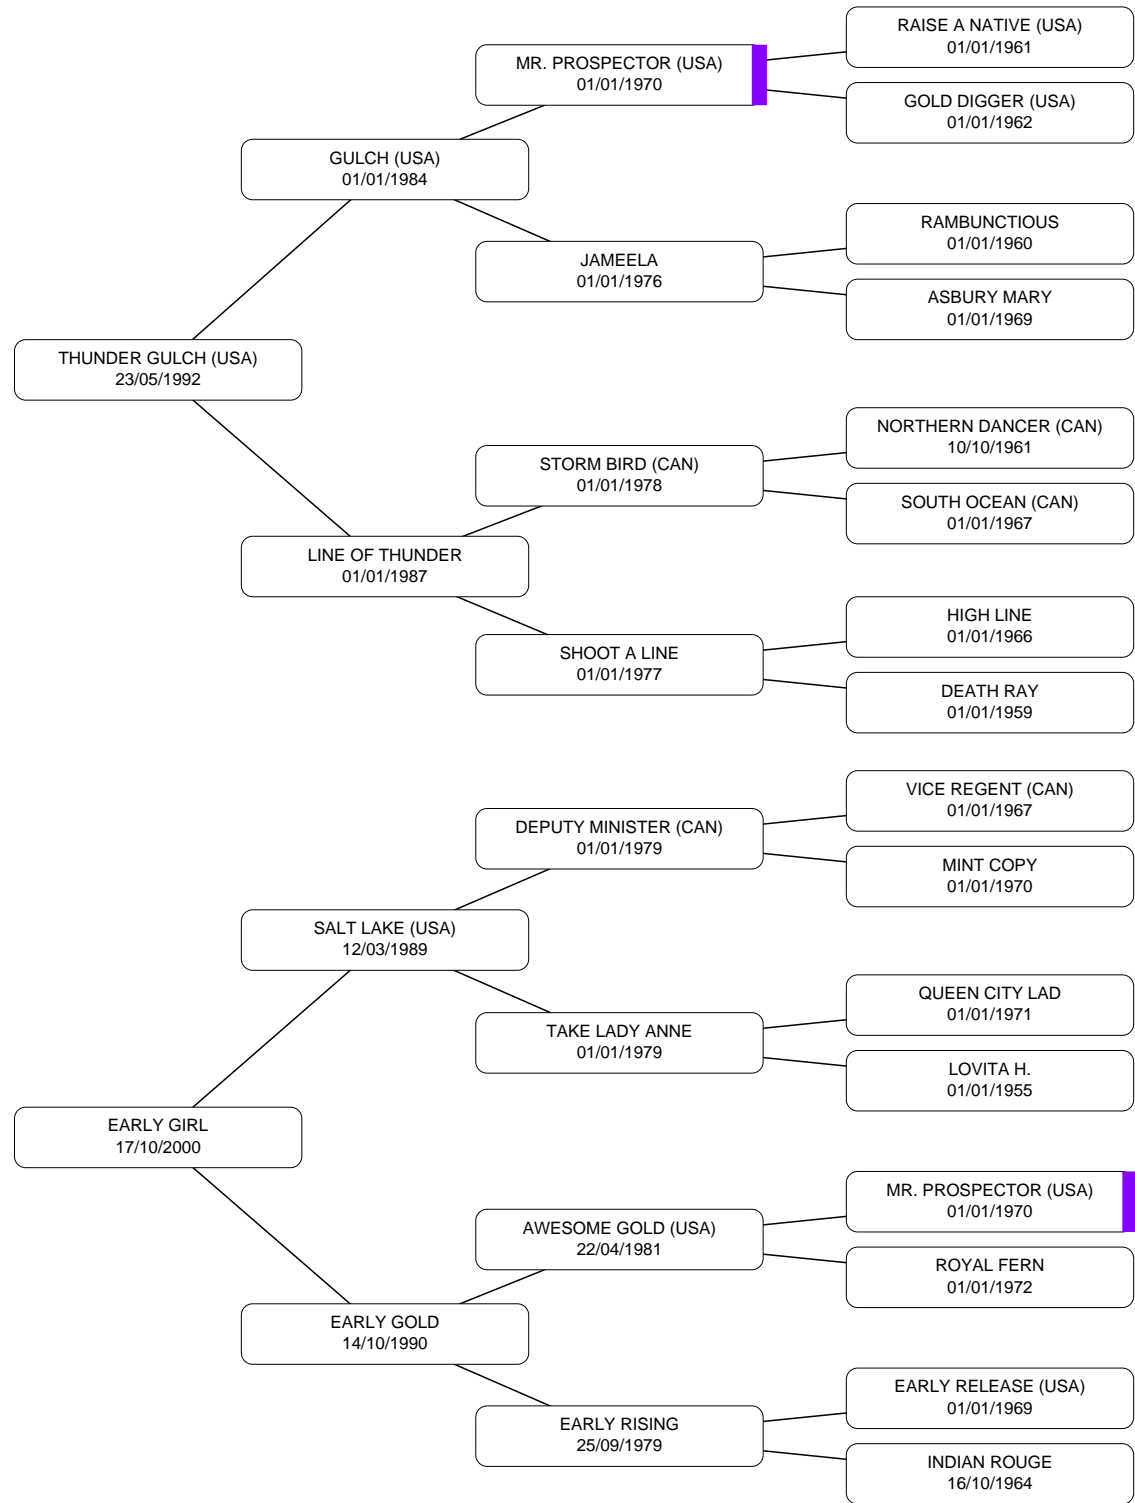 RAISE A NATIVE (USA)
01/01/1961
MR. PROSPECTOR (USA)
01/01/1970
GOLD DIGGER (USA)
01/01/1962
GULCH (USA)
01/01/1984
RAMBUNCTIOUS
01/01/1960
JAMEELA
01/01/1976
ASBURY MARY
01/01/1969
THUNDER GULCH (USA)
23/05/1992
NORTHERN DANCER (CAN)
10/10/1961
STORM BIRD (CAN)
01/01/1978
SOUTH OCEAN (CAN)
01/01/1967
LINE OF THUNDER
01/01/1987
HIGH LINE
01/01/1966
SHOOT A LINE
01/01/1977
DEATH RAY
01/01/1959
VICE REGENT (CAN)
01/01/1967
DEPUTY MINISTER (CAN)
01/01/1979
MINT COPY
01/01/1970
SALT LAKE (USA)
12/03/1989
QUEEN CITY LAD
01/01/1971
TAKE LADY ANNE
01/01/1979
LOVITA H.
01/01/1955
EARLY GIRL
17/10/2000
MR. PROSPECTOR (USA)
01/01/1970
AWESOME GOLD (USA)
22/04/1981
ROYAL FERN
01/01/1972
EARLY GOLD
14/10/1990
EARLY RELEASE (USA)
01/01/1969
EARLY RISING
25/09/1979
INDIAN ROUGE
16/10/1964